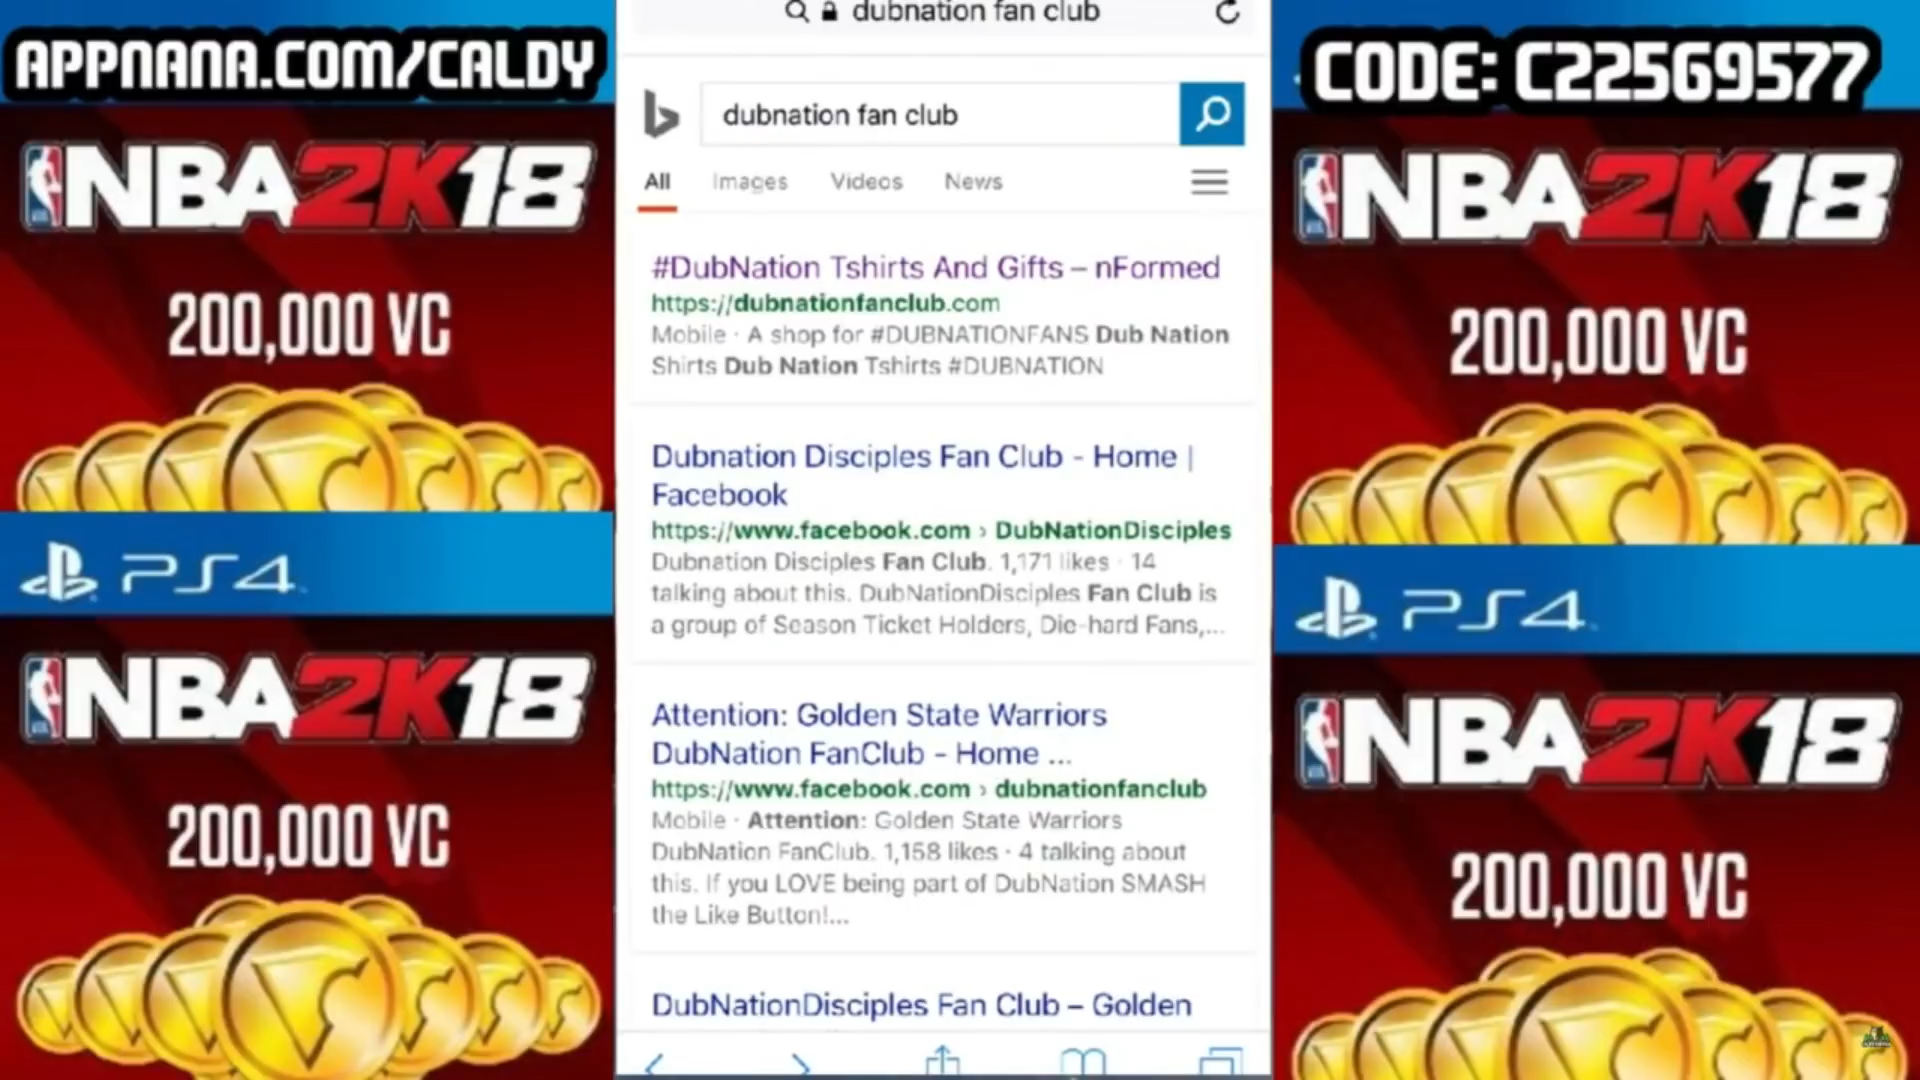 APPNANA.COM/CALDY
NBA2K18
200,000 VC
PS4
NBA2K18
200,000 VC
dubnation fan club
dubnation fan club
All Images Videos News
#DubNation Tshirts And Gifts – nFormed
https://dubnationfanclub.com
Mobile · A shop for #DUBNATIONFANS Dub Nation
Shirts Dub Nation Tshirts #DUBNATION
Dubnation Disciples Fan Club - Home |
Facebook
https://www.facebook.com › DubNationDisciples
Dubnation Disciples Fan Club. 1,171 likes · 14
talking about this. DubNationDisciples Fan Club is
a group of Season Ticket Holders, Die-hard Fans,...
Attention: Golden State Warriors
DubNation FanClub - Home ...
https://www.facebook.com › dubnationfanclub
Mobile · Attention: Golden State Warriors
DubNation FanClub. 1,158 likes · 4 talking about
this. If you LOVE being part of DubNation SMASH
the Like Button!...
DubNationDisciples Fan Club – Golden
CODE: C22569577
NBA2K18
200,000 VC
PS4
NBA2K18
200,000 VC